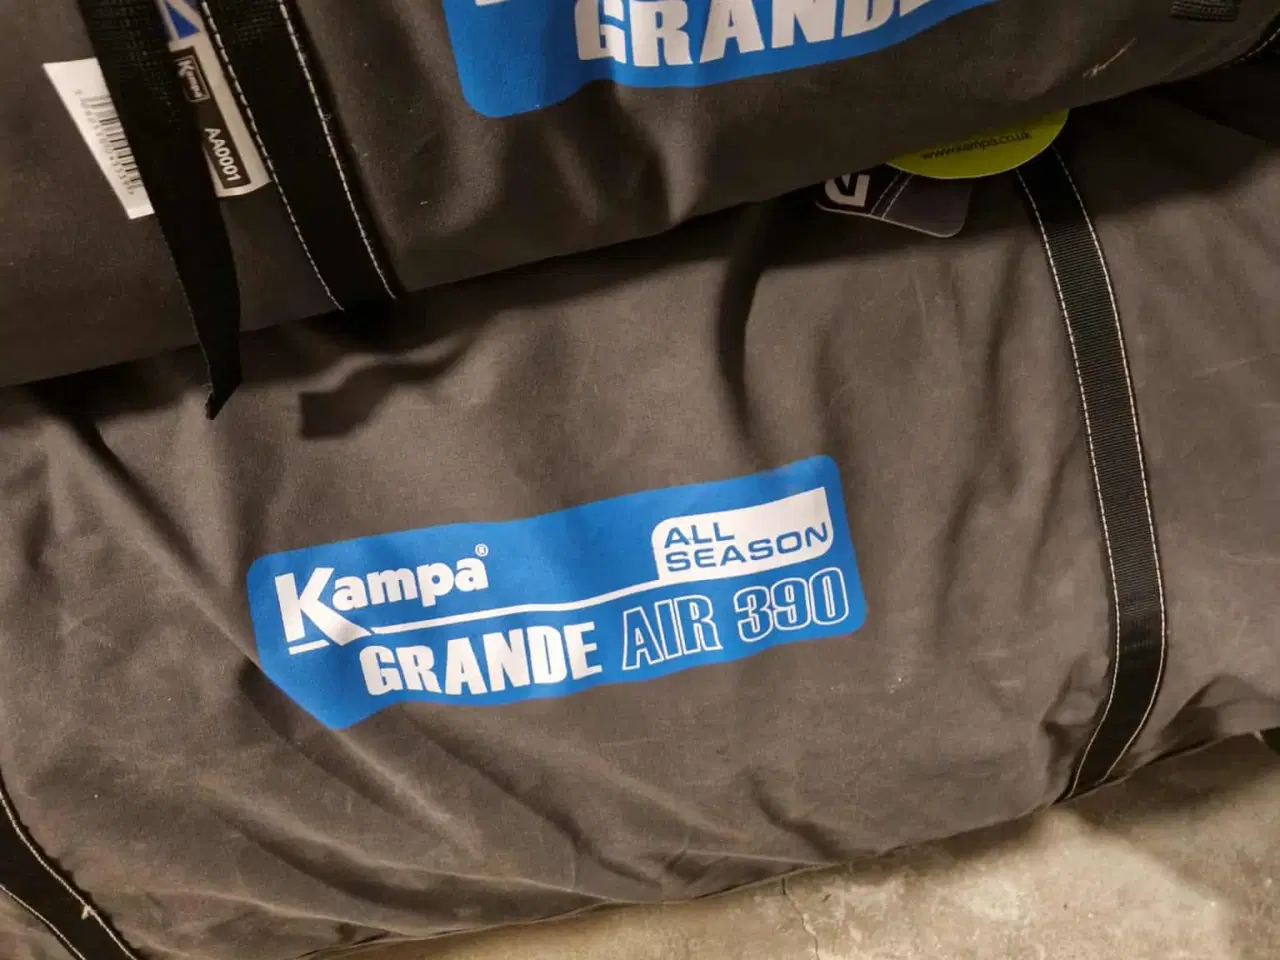 GRANDE
Kampa
AA0001
www.kampa.co.uk
Kampa®
ALL
SEASON
GRANDE AIR 390